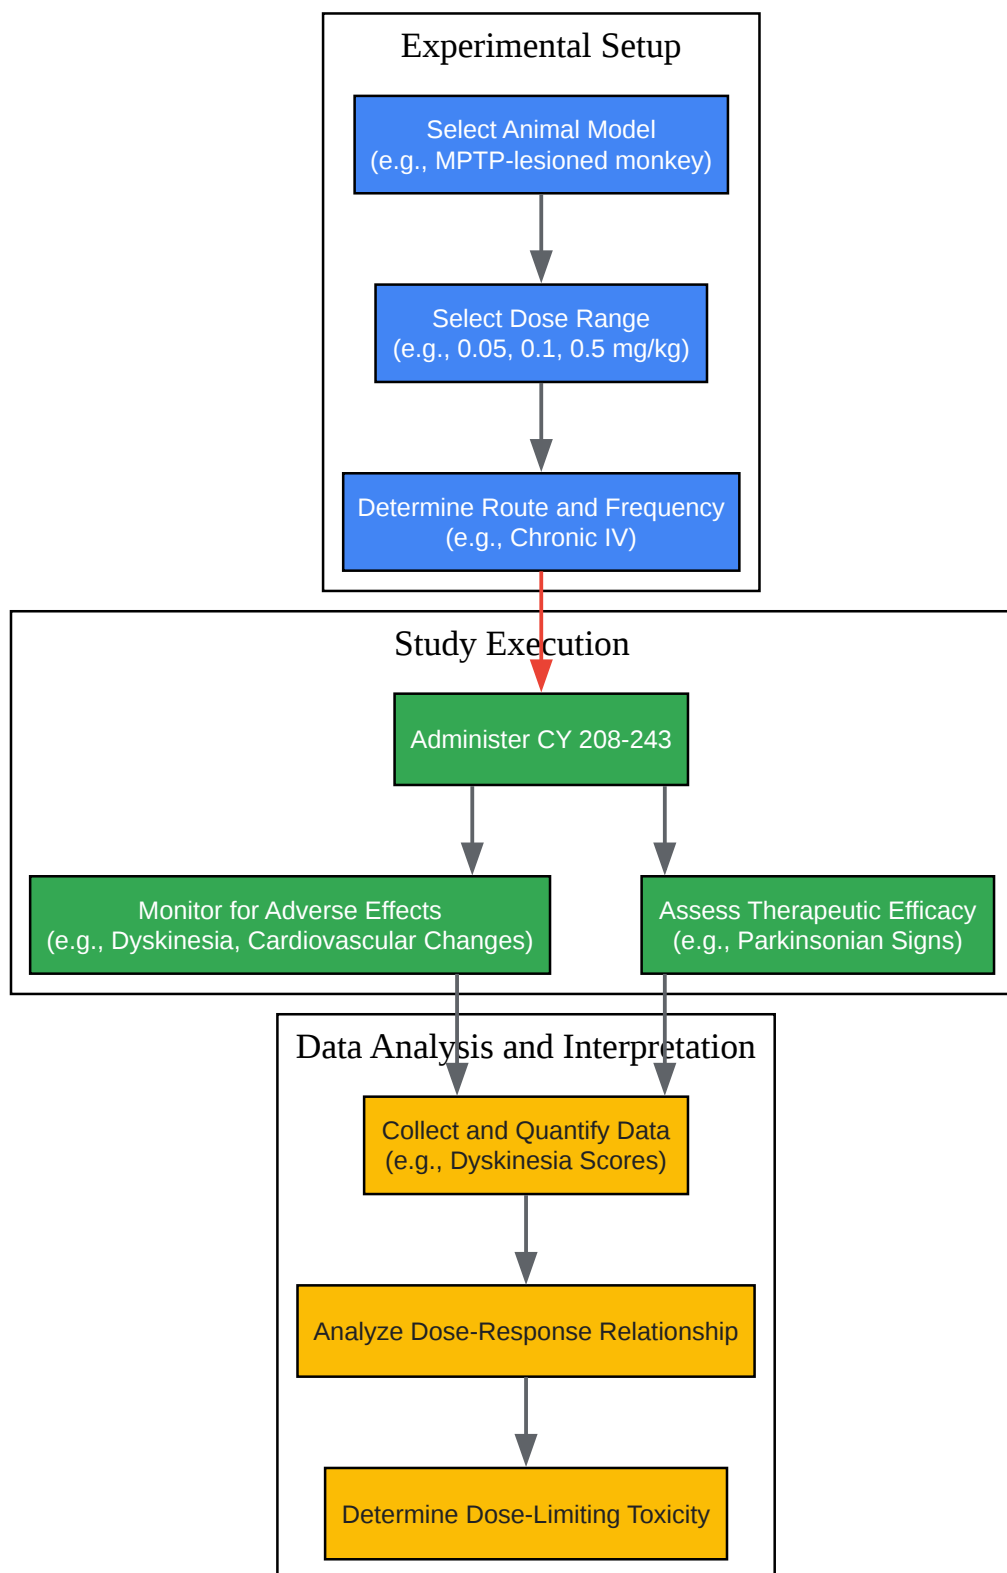 Experimental Setup
Select Animal Model
(e.g., MPTP-lesioned monkey)
Select Dose Range
(e.g., 0.05, 0.1, 0.5 mg/kg)
Determine Route and Frequency
(e.g., Chronic IV)
Study Execution
Administer CY 208-243
Monitor for Adverse Effects
(e.g., Dyskinesia, Cardiovascular Changes)
Assess Therapeutic Efficacy
(e.g., Parkinsonian Signs)
Data Analysis and Interpretation
Collect and Quantify Data
(e.g., Dyskinesia Scores)
Analyze Dose-Response Relationship
Determine Dose-Limiting Toxicity